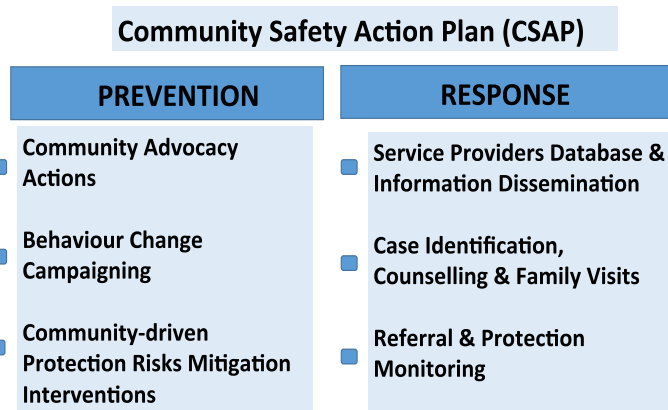 Community Safety Action Plan (CSAP)
PREVENTION
Community Advocacy
Actions
Behaviour Change
Campaigning
Community-driven
Protection Risks Mitigation
Interventions
RESPONSE
Service Providers Database &
Information Dissemination
Case Identification,
Counselling & Family Visits
Referral & Protection
Monitoring